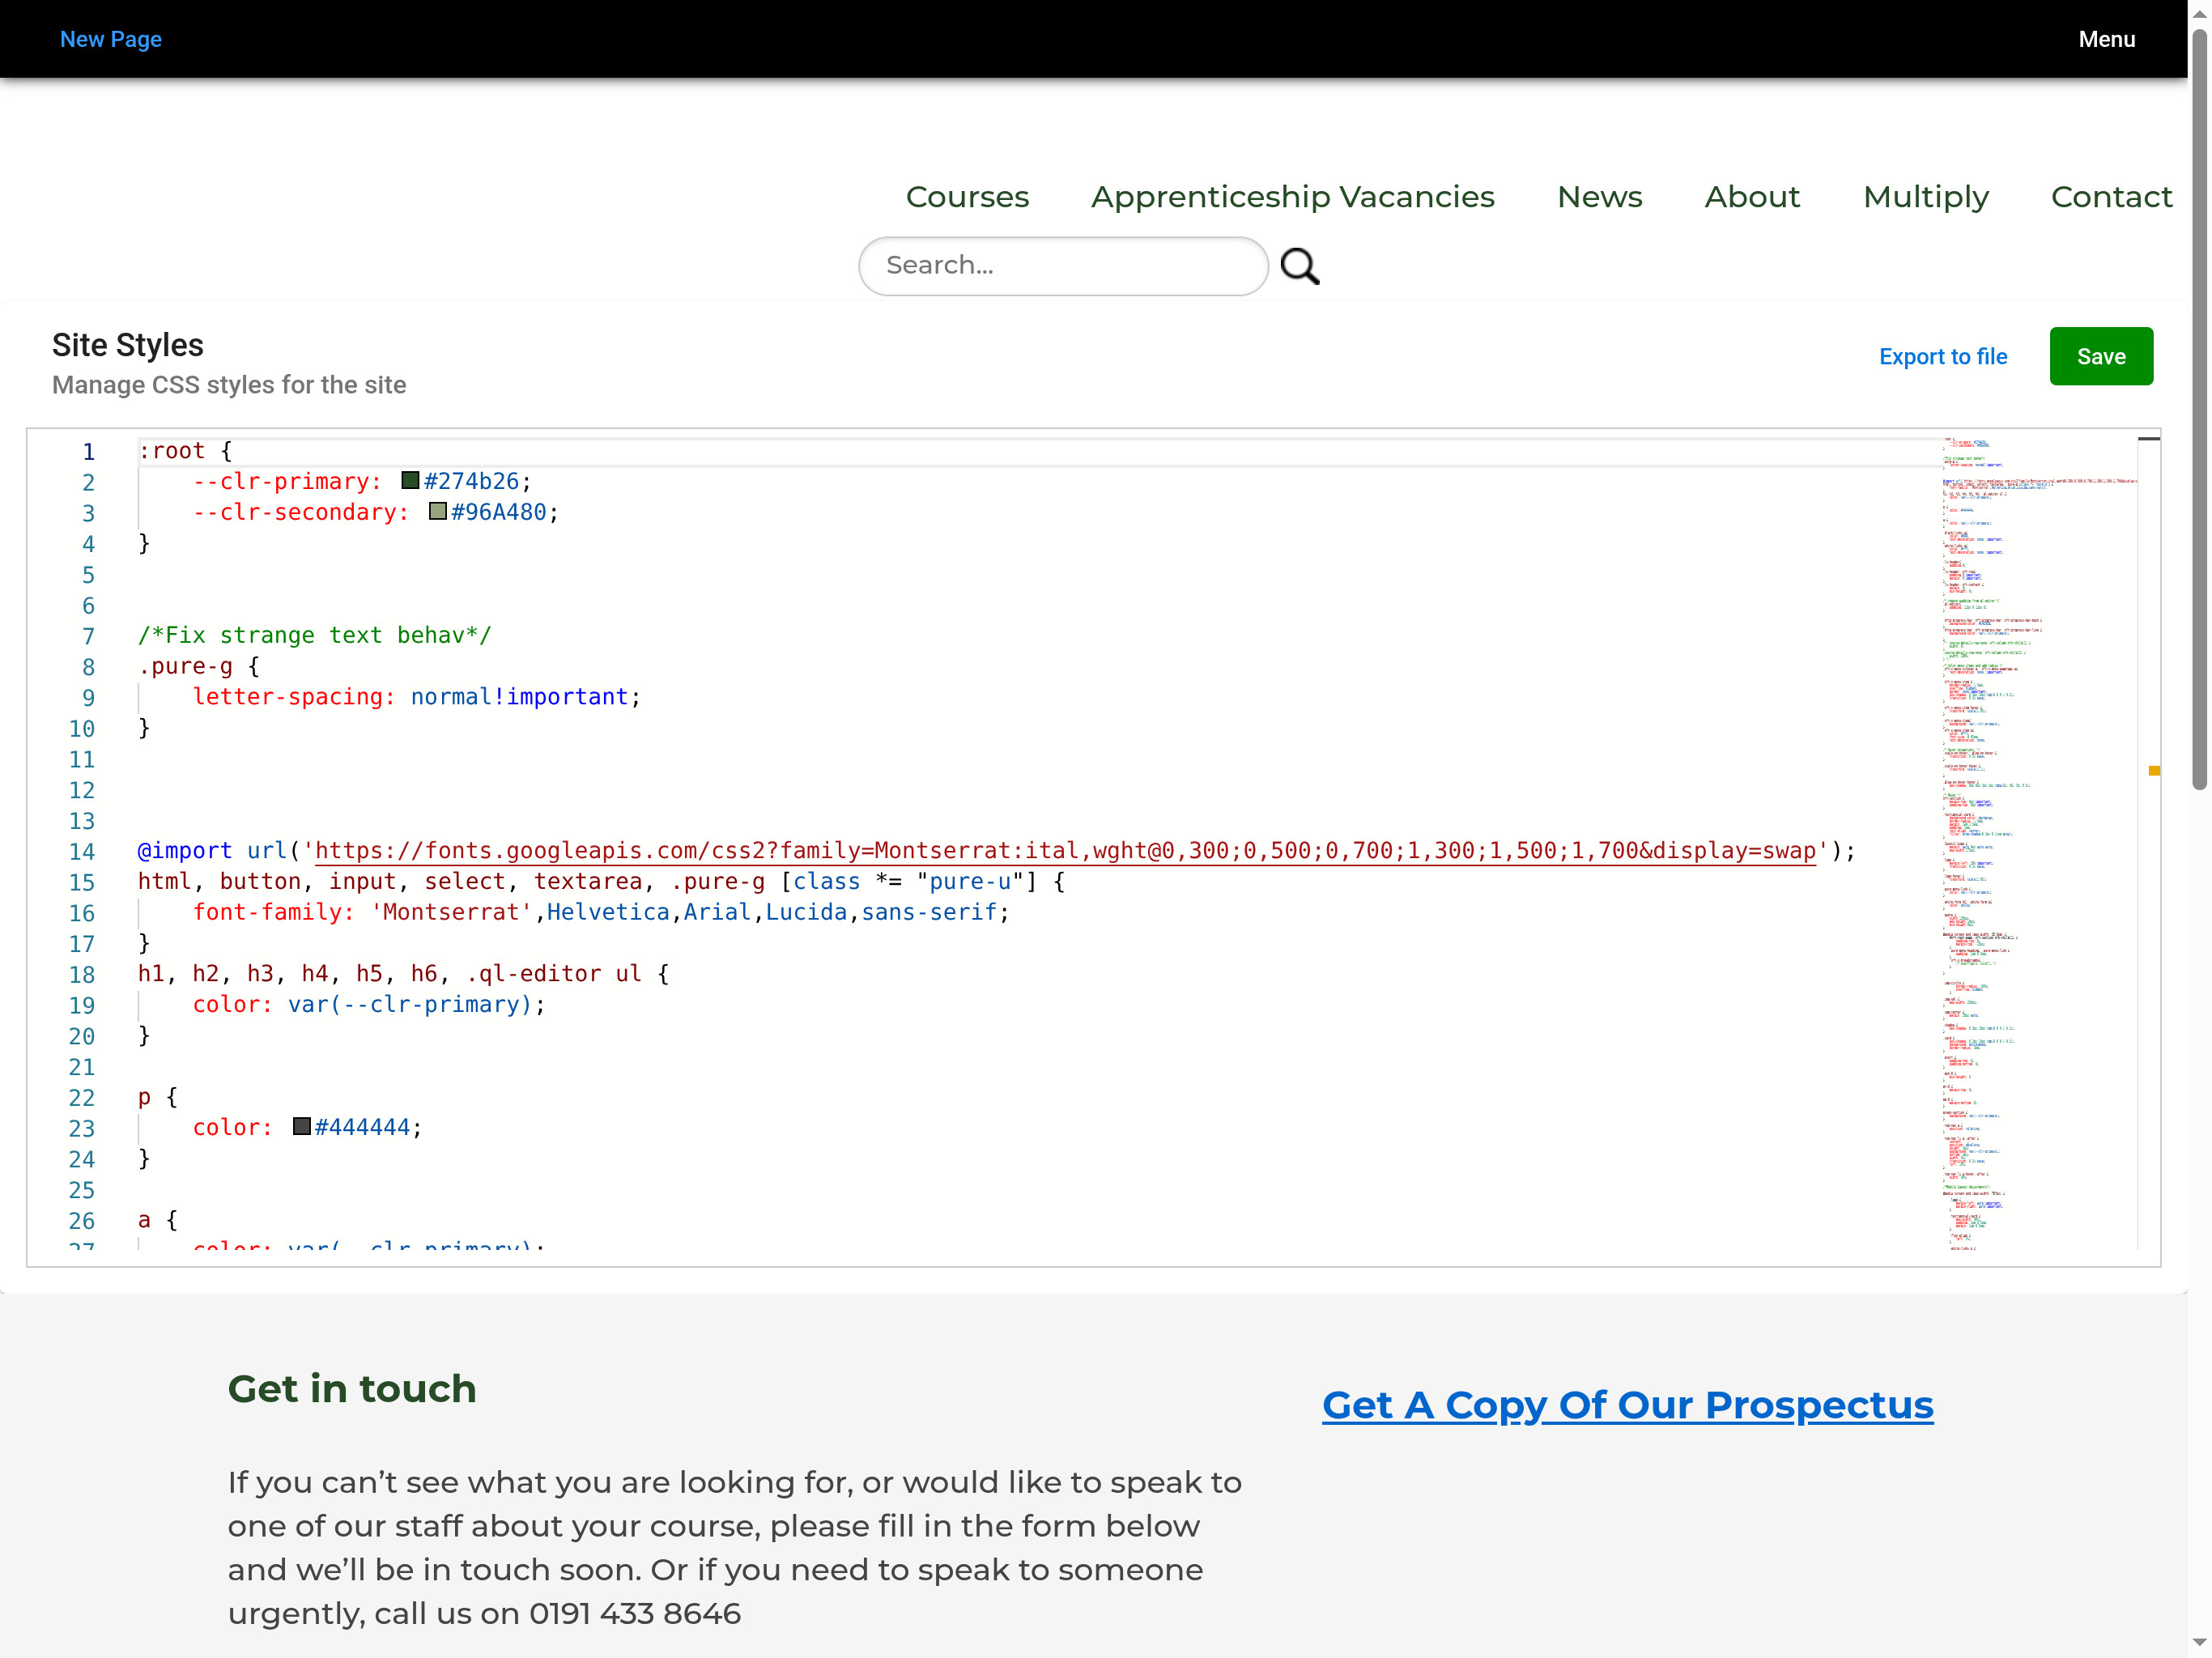 New Page
Menu
Courses Apprenticeship Vacancies News About Multiply Contact
Search...
Site Styles
Manage CSS styles for the site
Export to file
Save
1 :root {
2 --clr-primary: #274b26;
3 --clr-secondary: #96A480;
4 }
5
6
7 /*Fix strange text behav*/
8 .pure-g {
9 letter-spacing: normal!important;
10 }
11
12
13
14 @import url('https://fonts.googleapis.com/css2?family=Montserrat:ital,wght@0,300;0,500;0,700;1,300;1,500;1,700&display=swap');
15 html, button, input, select, textarea, .pure-g [class *= "pure-u"] {
16 font-family: 'Montserrat',Helvetica,Arial,Lucida,sans-serif;
17 }
18 h1, h2, h3, h4, h5, h6, .ql-editor ul {
19 color: var(--clr-primary);
20 }
21
22 p {
23 color: #444444;
24 }
25
26 a {
27 color: var(--clr-primary);
Get in touch
If you can’t see what you are looking for, or would like to speak to
one of our staff about your course, please fill in the form below
and we’ll be in touch soon. Or if you need to speak to someone
urgently, call us on 0191 433 8646
Get A Copy Of Our Prospectus